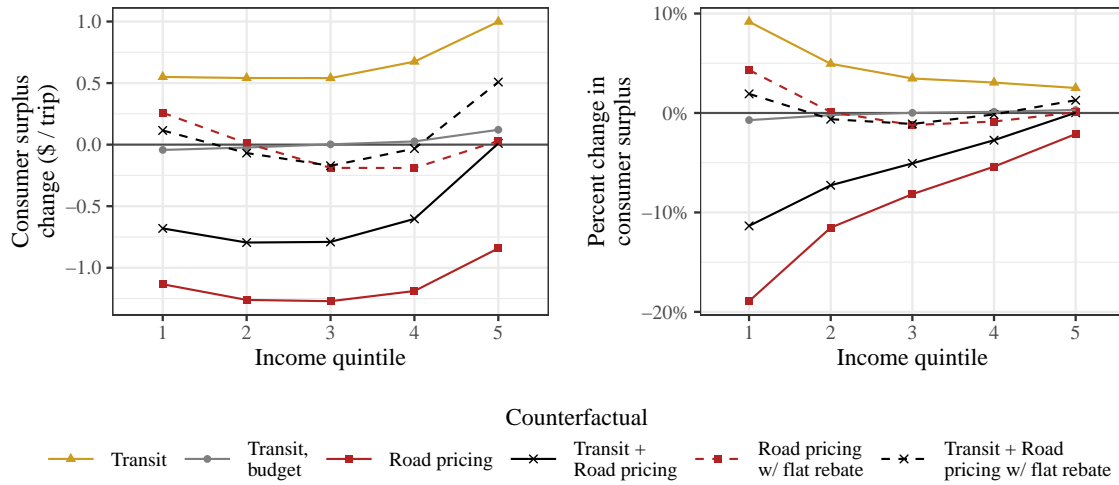 Consumer surplus
change ($ / trip)
1.0
0.5
0.0
−0.5
−1.0
1 2 3 4 5
Income quintile
Percent change in
consumer surplus
10%
0%
−10%
−20%
1 2 3 4 5
Income quintile
Counterfactual
Transit
Transit,
budget
Road pricing
Transit +
Road pricing
Road pricing
w/ flat rebate
Transit + Road
pricing w/ flat rebate